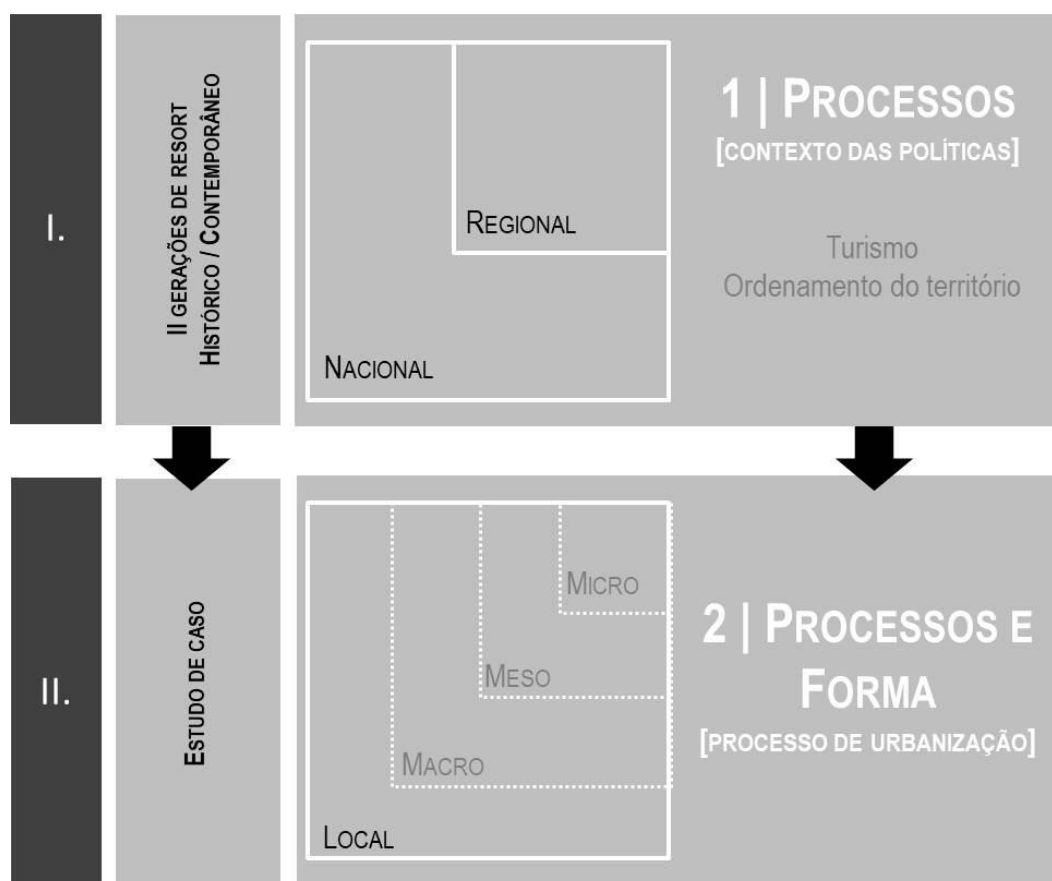 I.
II GERAÇÕES DE RESORT
HISTÓRICO / CONTEMPORÂNEO
REGIONAL
NACIONAL
1 | PROCESSOS
[CONTEXTO DAS POLÍTICAS]
Turismo
Ordenamento do território
II.
ESTUDO DE CASO
MICRO
MESO
MACRO
LOCAL
2 | PROCESSOS E
FORMA
[PROCESSO DE URBANIZAÇÃO]